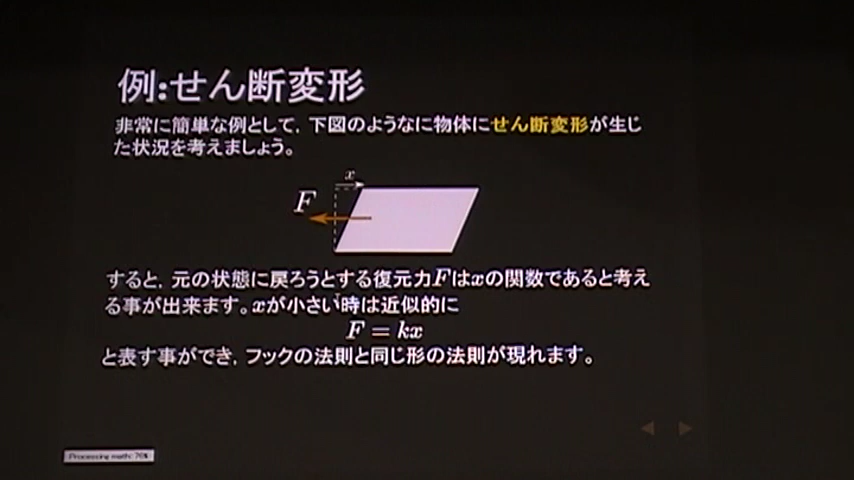 例:せん断変形
非常に簡単な例として, 下図のようなに物体にせん断変形が生じ
た状況を考えましょう。
x
F
すると, 元の状態に戻ろうとする復元力Fはxの関数であると考え
る事が出来ます。xが小さい時は近似的に
F = kx
と表す事ができ, フックの法則と同じ形の法則が現れます。
Processing math: 76%